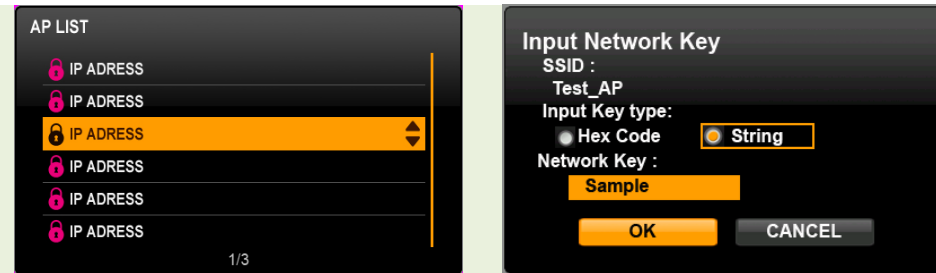 AP LIST
IP ADRESS
IP ADRESS
IP ADRESS
IP ADRESS
IP ADRESS
IP ADRESS
1/3
Input Network Key
SSID :
Test_AP
Input Key type:
Hex Code String
Network Key :
Sample
OK CANCEL